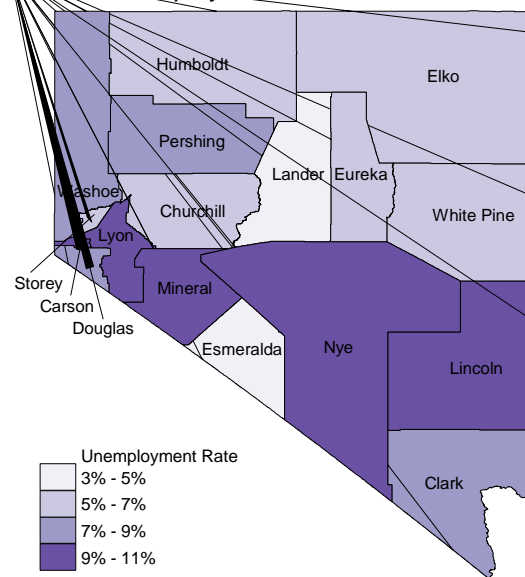 Humboldt
Elko
Pershing
Lander
Eureka
Washoe
Churchill
White Pine
Lyon
Storey
Mineral
Carson
Douglas
Esmeralda
Nye
Lincoln
Clark
Unemployment Rate
3% - 5%
5% - 7%
7% - 9%
9% - 11%